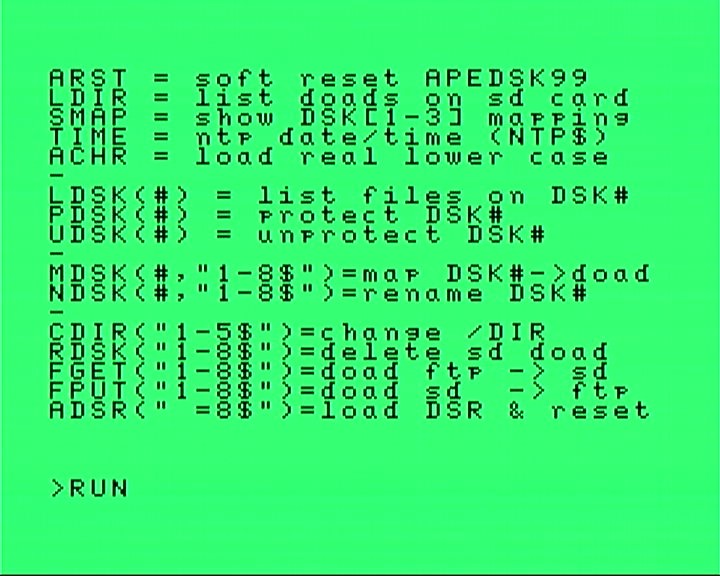 ARST = soft reset APEDSK99
LDIR = list doads on sd card
SMAP = show DSK[1-3] mapping
TIME = ntp date/time (NTP$)
ACHR = load real lower case
-
LDSK(#) = list files on DSK#
PDSK(#) = protect DSK#
UDSK(#) = unprotect DSK#
-
MDSK(#,"1-8$")=map DSK#->doad
NDSK(#,"1-8$")=rename DSK#
-
CDIR("1-5$")=change /DIR
RDSK("1-8$")=delete sd doad
FGET("1-8$")=doad ftp -> sd
FPUT("1-8$")=doad sd -> ftp
ADSR(" =8$")=load DSR & reset
>RUN